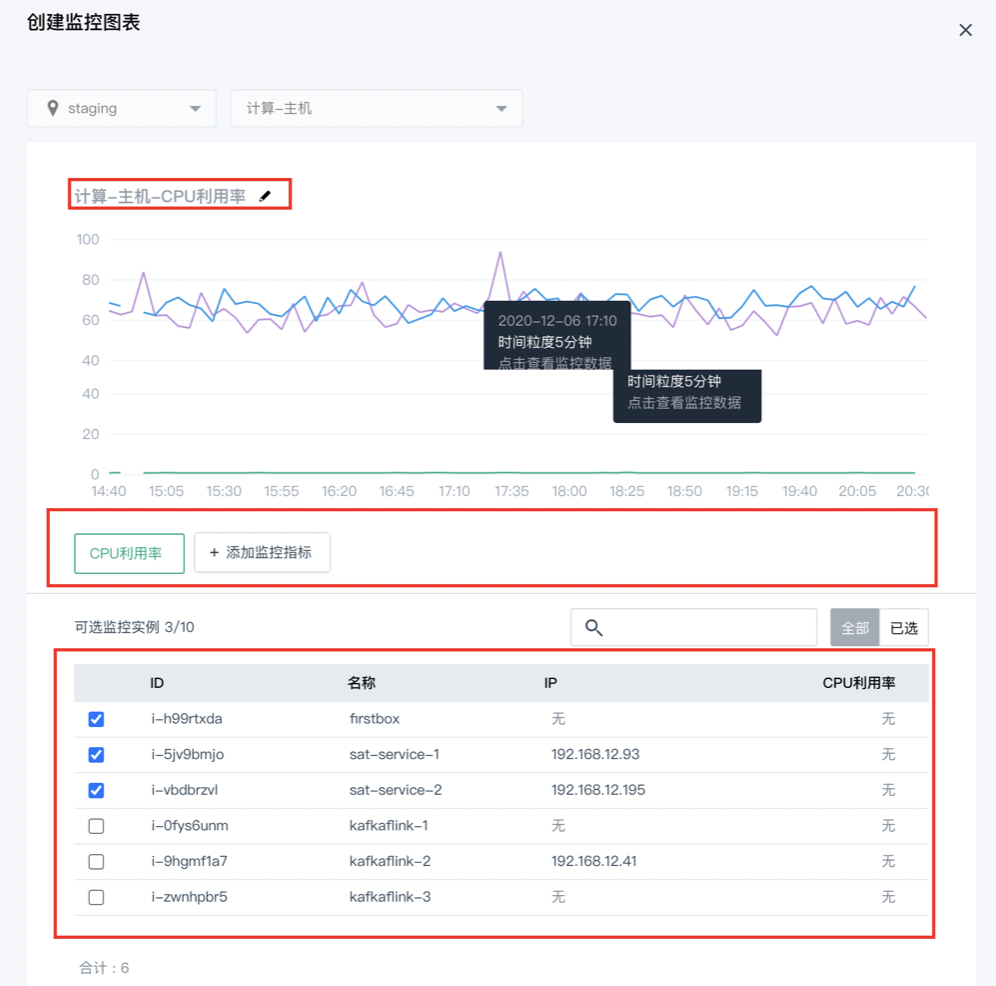 创建监控图表
staging
计算-主机
计算-主机-CPU利用率
100
80
60
40
40
20
0
2020-12-06 17:10
时间粒度5分钟
点击查看监控数据
时间粒度5分钟
点击查看监控数据
14:40 15:05 15:30 15:55 16:20 16:45 17:10 17:35 18:00 18:25 18:50 19:15 19:40 20:05 20:30
CPU利用率 + 添加监控指标
可选监控实例 3/10 全部 已选
ID 名称 IP CPU利用率
i-h99rtxda firstbox 无 无
i-5jv9bmjo sat-service-1 192.168.12.93 无
i-vbdbrzvl sat-service-2 192.168.12.195 无
i-0fys6unm kafkaflink-1 无 无
i-9hgmf1a7 kafkaflink-2 192.168.12.41 无
i-zwnhpbr5 kafkaflink-3 无 无
合计：6